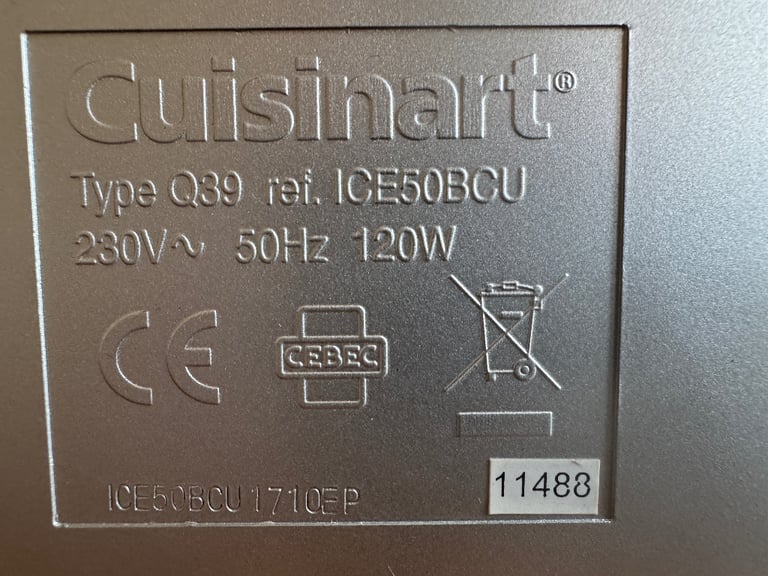 Cuisinart®
Type Q39 ref. ICE50BCU
230V~ 50Hz 120W
CE
CEBEC
ICE50BCU 1710EP
11488